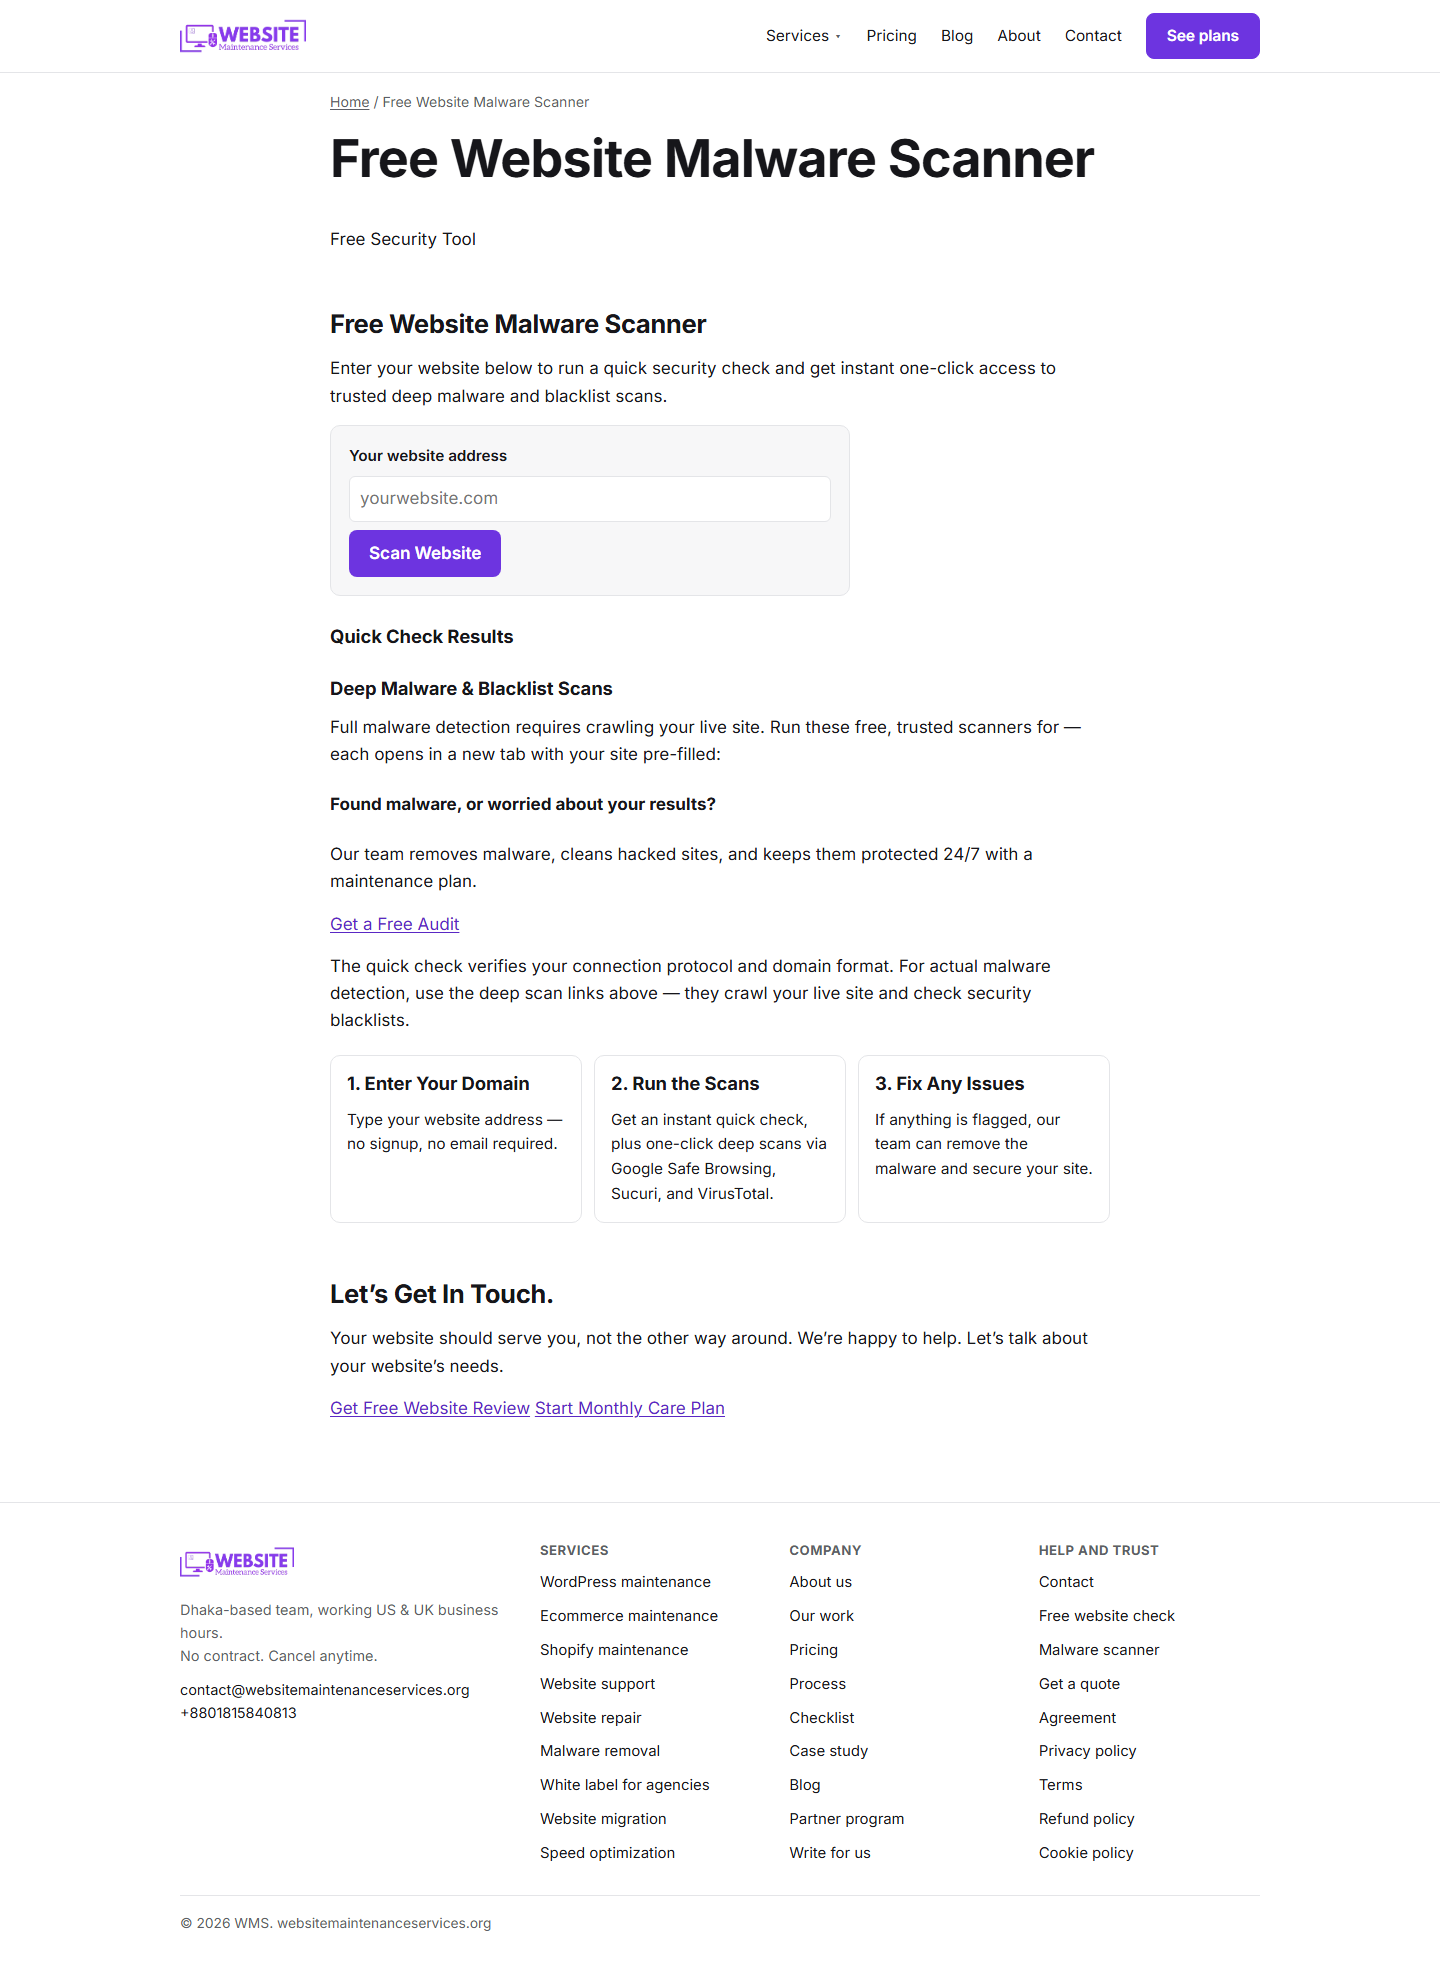 WEBSITE
Maintenance Services
Services
Pricing
Blog
About
Contact
See plans
Home / Free Website Malware Scanner
Free Website Malware Scanner
Free Security Tool
Free Website Malware Scanner
Enter your website below to run a quick security check and get instant one-click access to
trusted deep malware and blacklist scans.
Your website address
yourwebsite.com
Scan Website
Quick Check Results
Deep Malware & Blacklist Scans
Full malware detection requires crawling your live site. Run these free, trusted scanners for —
each opens in a new tab with your site pre-filled:
Found malware, or worried about your results?
Our team removes malware, cleans hacked sites, and keeps them protected 24/7 with a
maintenance plan.
Get a Free Audit
The quick check verifies your connection protocol and domain format. For actual malware
detection, use the deep scan links above — they crawl your live site and check security
blacklists.
1. Enter Your Domain
Type your website address —
no signup, no email required.
2. Run the Scans
Get an instant quick check,
plus one-click deep scans via
Google Safe Browsing,
Sucuri, and VirusTotal.
3. Fix Any Issues
If anything is flagged, our
team can remove the
malware and secure your site.
Let’s Get In Touch.
Your website should serve you, not the other way around. We’re happy to help. Let’s talk about
your website’s needs.
Get Free Website Review Start Monthly Care Plan
WEBSITE
Maintenance Services
Dhaka-based team, working US & UK business
hours.
No contract. Cancel anytime.
contact@websitemaintenanceservices.org
+8801815840813
SERVICES
WordPress maintenance
Ecommerce maintenance
Shopify maintenance
Website support
Website repair
Malware removal
White label for agencies
Website migration
Speed optimization
COMPANY
About us
Our work
Pricing
Process
Checklist
Case study
Blog
Partner program
Write for us
HELP AND TRUST
Contact
Free website check
Malware scanner
Get a quote
Agreement
Privacy policy
Terms
Refund policy
Cookie policy
© 2026 WMS. websitemaintenanceservices.org